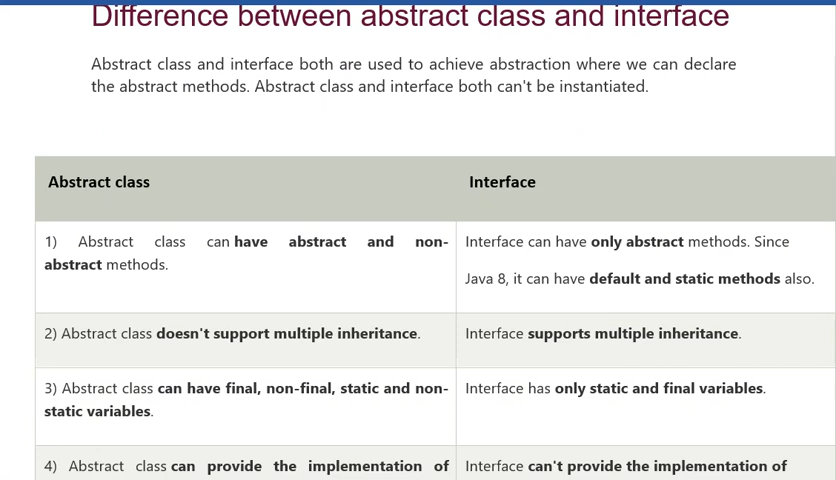 Difference between abstract class and interface
Abstract class and interface both are used to achieve abstraction where we can declare
the abstract methods. Abstract class and interface both can't be instantiated.
Abstract class
Interface
1) Abstract class can have abstract and non-
abstract methods.
Interface can have only abstract methods. Since
Java 8, it can have default and static methods also.
2) Abstract class doesn't support multiple inheritance.
Interface supports multiple inheritance.
3) Abstract class can have final, non-final, static and non-
static variables.
Interface has only static and final variables.
4) Abstract class can provide the implementation of
Interface can't provide the implementation of